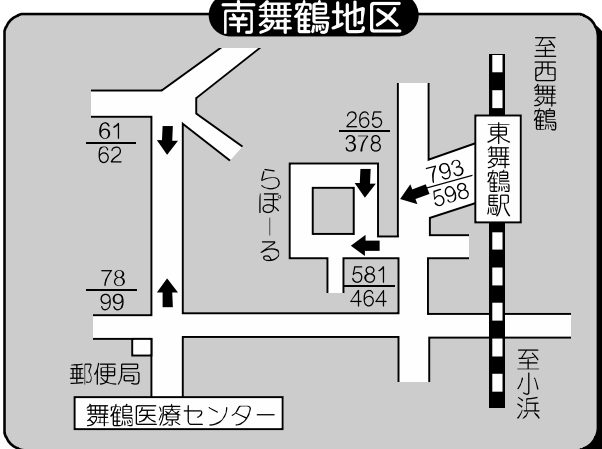 南舞鶴地区
至西舞鶴
61
62
265
378
793
598
東舞鶴駅
らぽーる
581
464
78
99
郵便局
至小浜
舞鶴医療センター